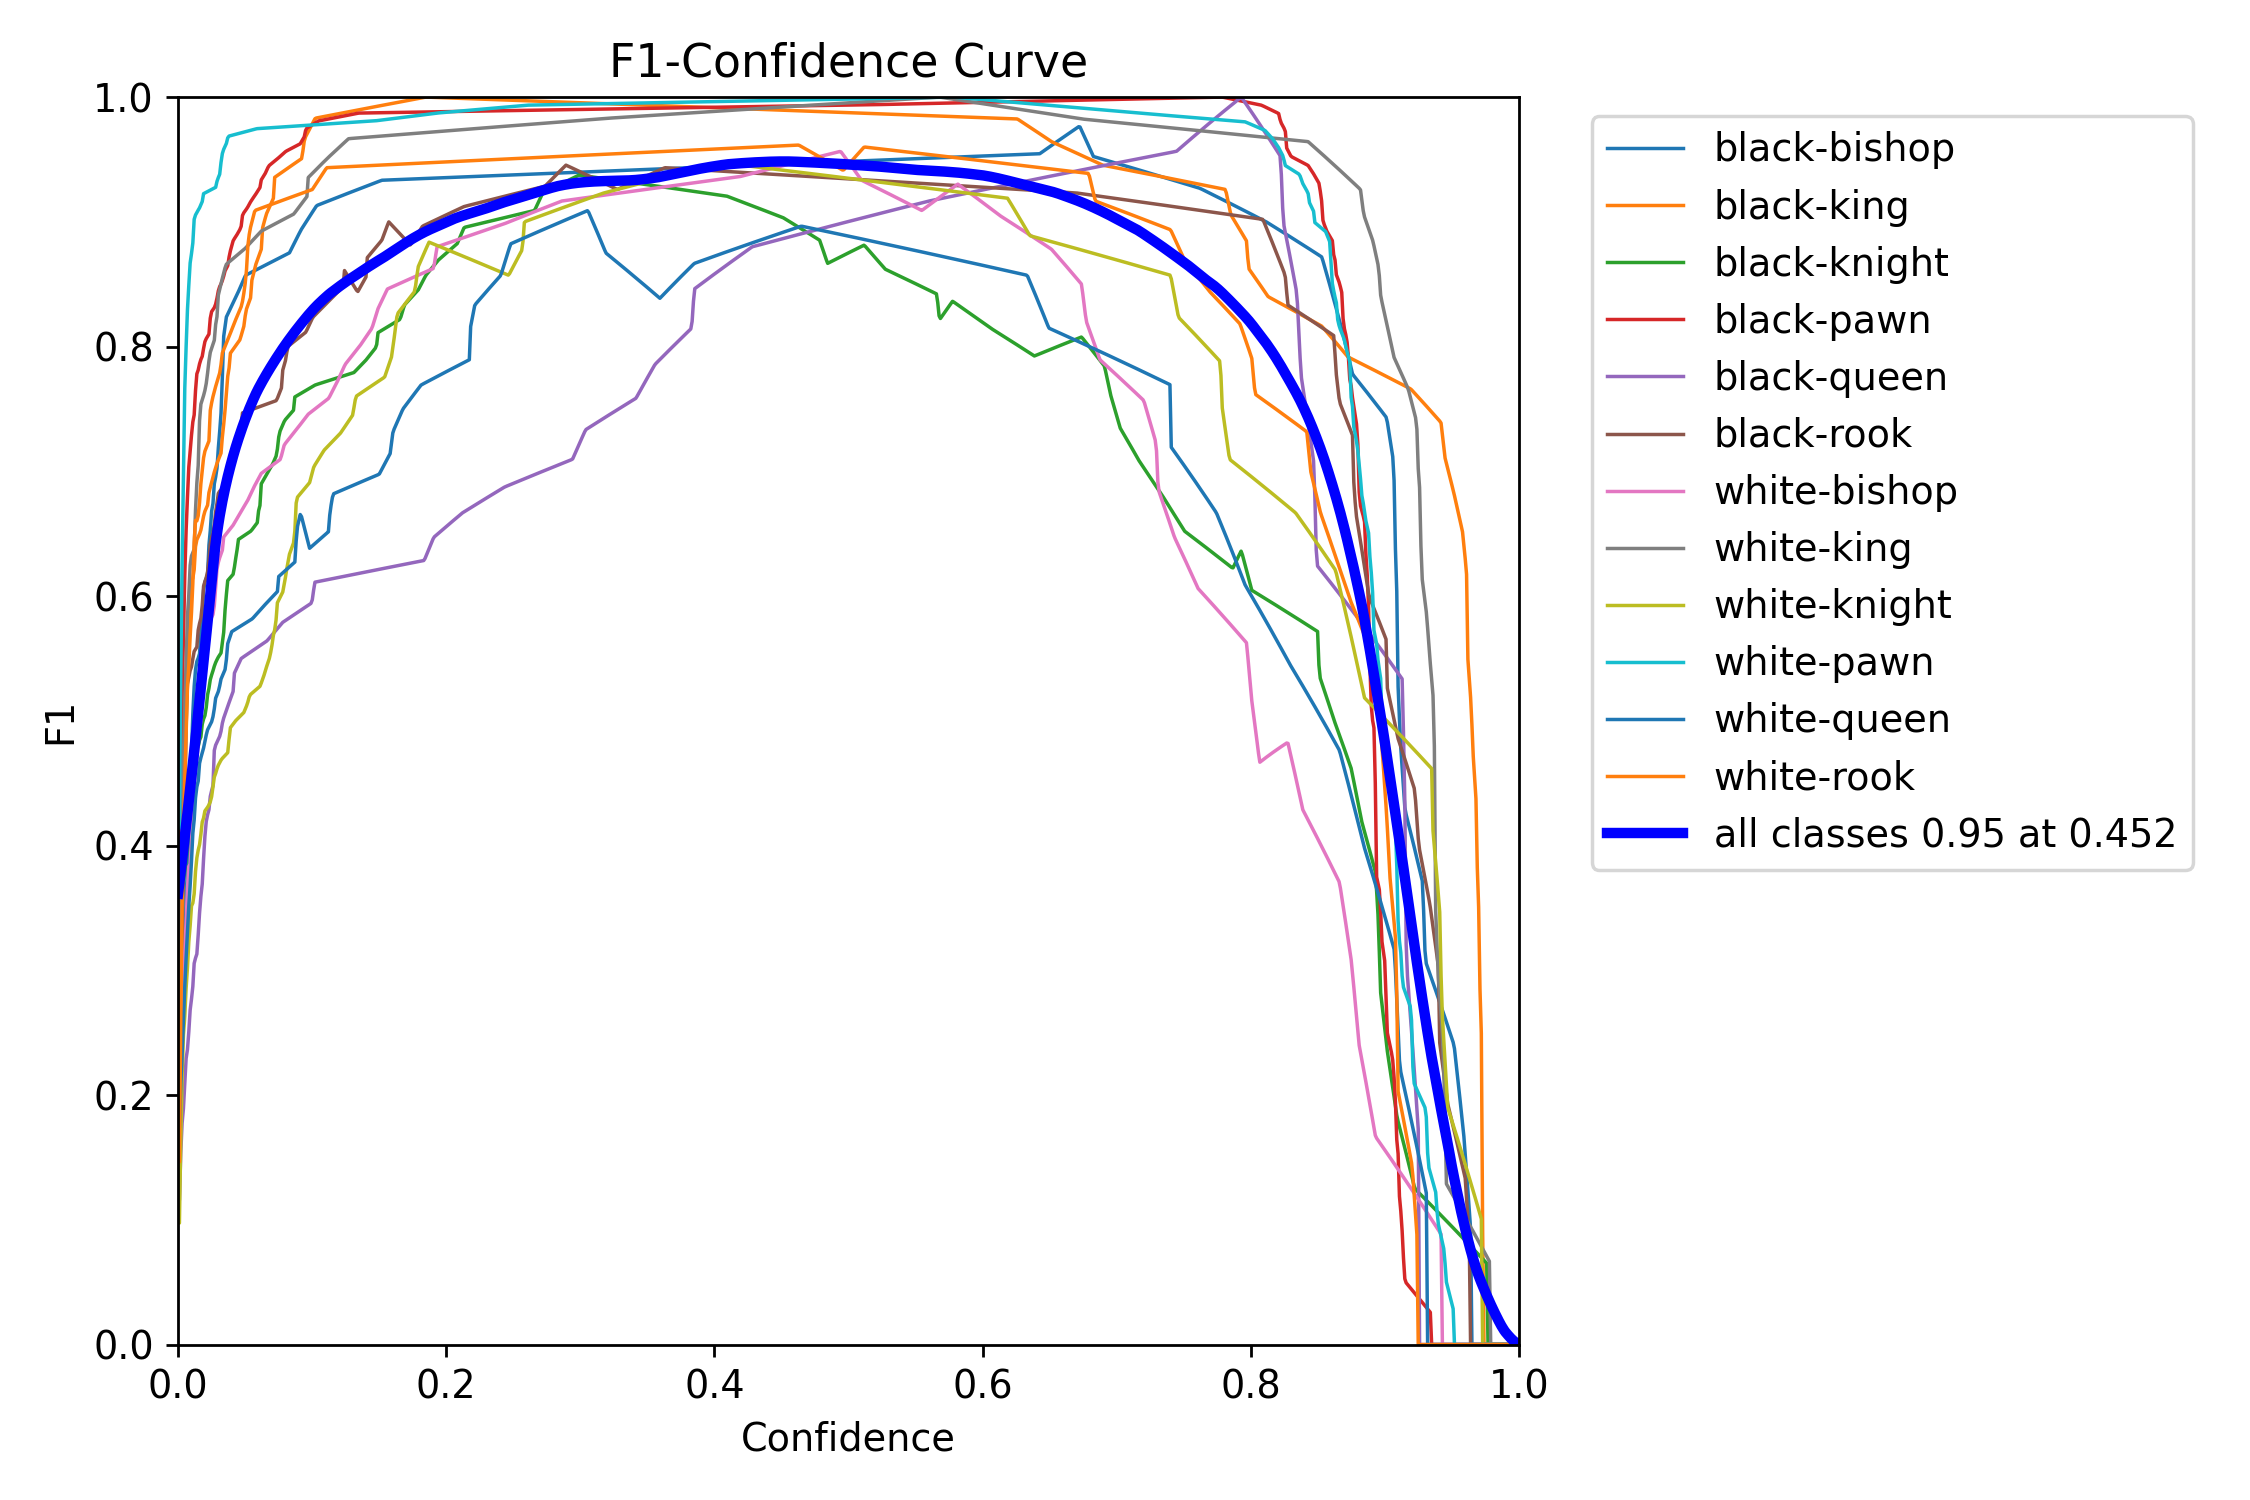 F1-Confidence Curve
1.0
0.8
0.6
0.4
0.2
0.0
F1
0.0 0.2 0.4 0.6 0.8 1.0
Confidence
black-bishop
black-king
black-knight
black-pawn
black-queen
black-rook
white-bishop
white-king
white-knight
white-pawn
white-queen
white-rook
all classes 0.95 at 0.452